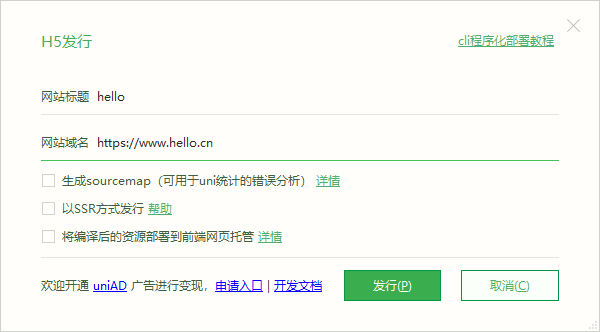 H5发行 cli程序化部署教程
网站标题 hello
网站域名 https://www.hello.cn
生成sourcemap（可用于uni统计的错误分析） 详情
以SSR方式发行 帮助
将编译后的资源部署到前端网页托管 详情
欢迎开通 uniAD 广告进行变现，申请入口 | 开发文档 发行(P) 取消(C)